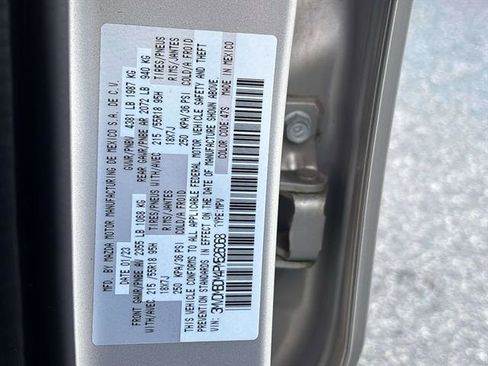 MFD. BY MAZDA MOTOR MANUFACTURING DE MEXICO S.A. DE C.V.
DATE 01/23 GVWR/PNBV 4381 LB 1987 KG
FRONT GAWR/PNBE AV 2355 LB 1068 KG REAR GAWR/PNBE AR 2072 LB 940 KG
WITH/AVEC 215/55R18 95H TIRES/PNEUS WITH/AVEC 215/55R18 95H TIRES/PNEUS
18X7J RIMS/JANTES 18X7J RIMS/JANTES
250 KPA/36 PSI COLD/A FROID 250 KPA/36 PSI COLD/A FROID
THIS VEHICLE CONFORMS TO ALL APPLICABLE FEDERAL MOTOR VEHICLE SAFETY AND THEFT
PREVENTION STANDARDS IN EFFECT ON THE DATE OF MANUFACTURE SHOWN ABOVE.
VIN: TYPE:MPV COLOR CODE:47S MADE IN MEXICO